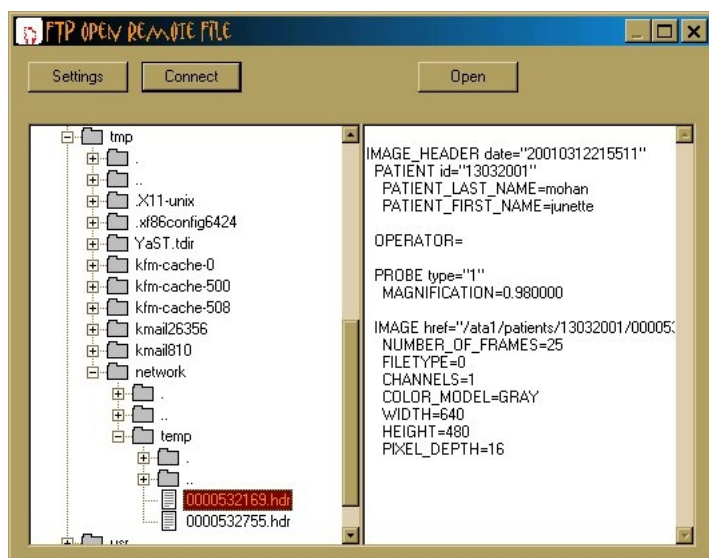 FTP OPEN REMOTE FILE
Settings
Connect
Open
tmp
.
..
.X11-unix
.xf86config6424
YaST.tdir
kfm-cache-0
kfm-cache-500
kfm-cache-508
kmail26356
kmail810
network
.
..
temp
.
..
0000532169.hdr
0000532755.hdr
usr
IMAGE_HEADER date="20010312215511"
PATIENT id="13032001"
PATIENT_LAST_NAME=mohan
PATIENT_FIRST_NAME=junette
OPERATOR=
PROBE type="1"
MAGNIFICATION=0.980000
IMAGE href="/ata1/patients/13032001/00005
NUMBER_OF_FRAMES=25
FILETYPE=0
CHANNELS=1
COLOR_MODEL=GRAY
WIDTH=640
HEIGHT=480
PIXEL_DEPTH=16